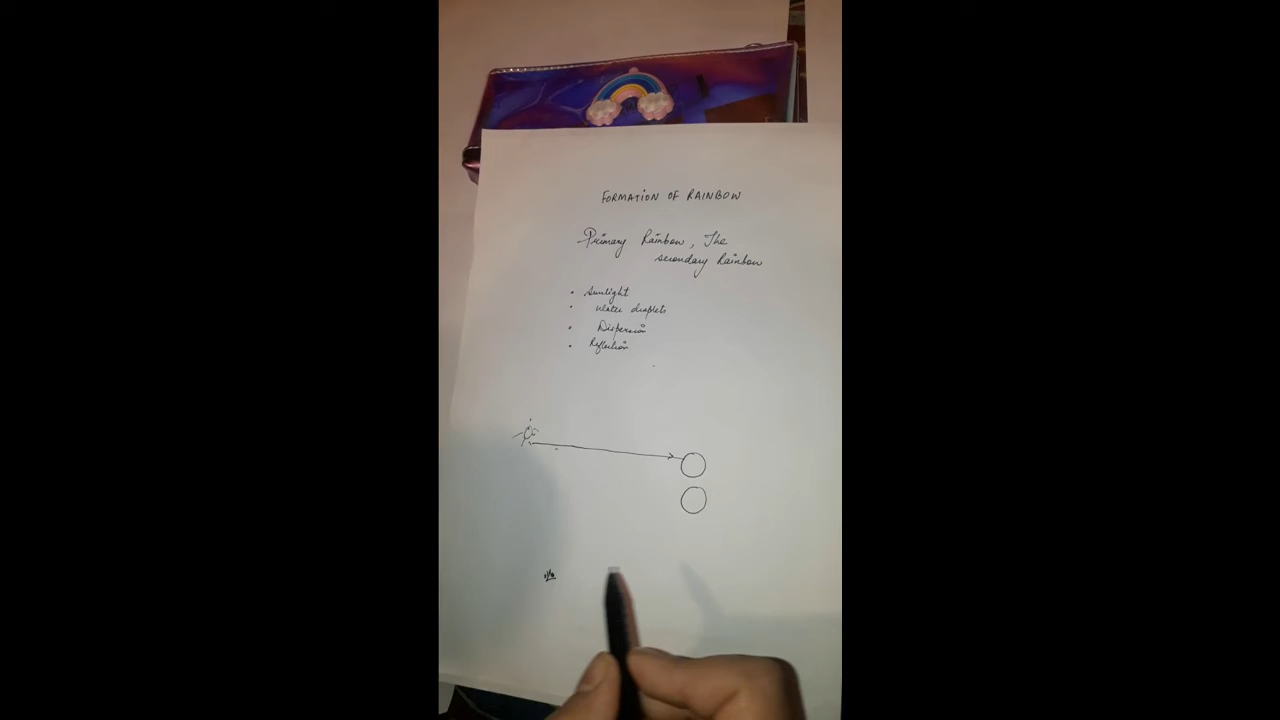 FORMATION OF RAINBOW
Primary Rainbow, The
secondary Rainbow
• Sunlight
• Water droplets
• Dispersion
• Reflection